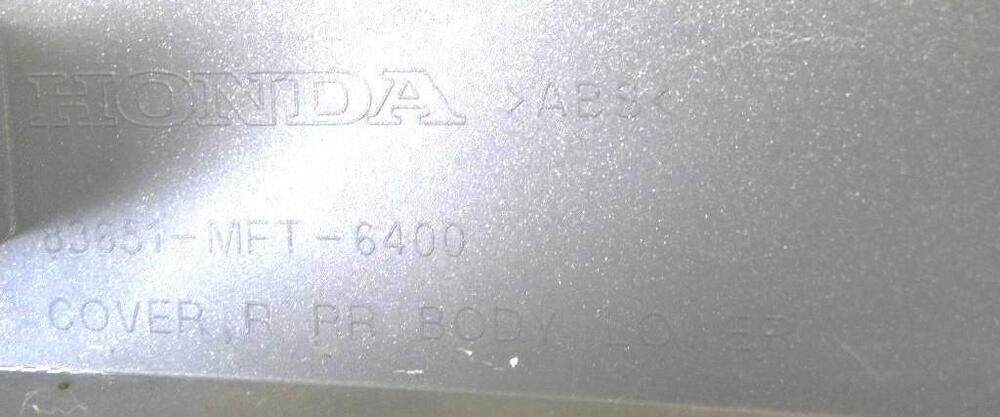 HONDA >ABS<
83651-MFT-6400
COVER,R RR BODY LOWER